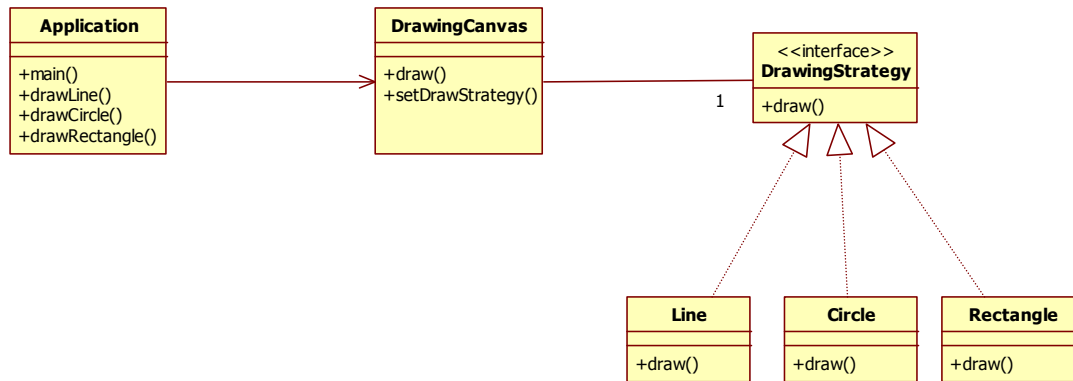 Application
+main()
+drawLine()
+drawCircle()
+drawRectangle()
DrawingCanvas
+draw()
+setDrawStrategy()
1
<<interface>>
DrawingStrategy
+draw()
Line
+draw()
Circle
+draw()
Rectangle
+draw()